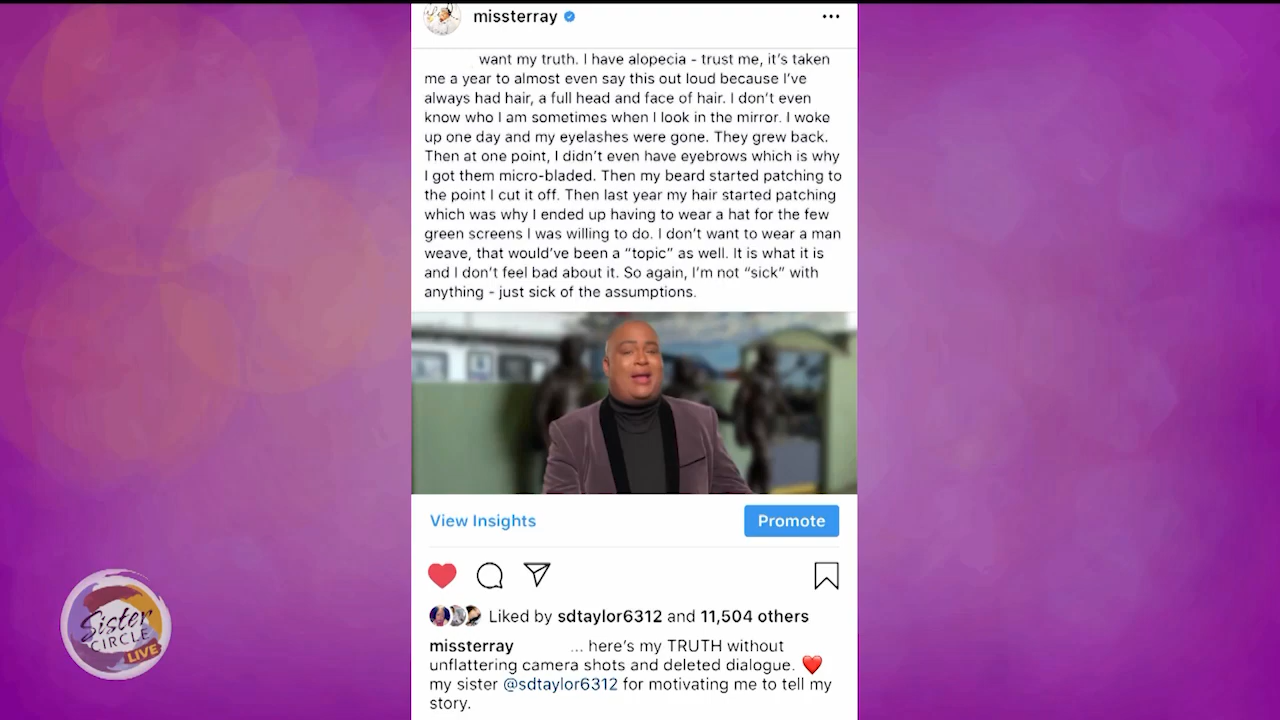 missterray
want my truth. I have alopecia - trust me, it's taken
me a year to almost even say this out loud because I've
always had hair, a full head and face of hair. I don't even
know who I am sometimes when I look in the mirror. I woke
up one day and my eyelashes were gone. They grew back.
Then at one point, I didn't even have eyebrows which is why
I got them micro-bladed. Then my beard started patching to
the point I cut it off. Then last year my hair started patching
which was why I ended up having to wear a hat for the few
green screens I was willing to do. I don't want to wear a man
weave, that would've been a "topic" as well. It is what it is
and I don't feel bad about it. So again, I'm not "sick" with
anything - just sick of the assumptions.
View Insights
Promote
Liked by sdtaylor6312 and 11,504 others
missterray ... here's my TRUTH without
unflattering camera shots and deleted dialogue. ❤️
my sister @sdtaylor6312 for motivating me to tell my
story.
Sister
CIRCLE
LIVE